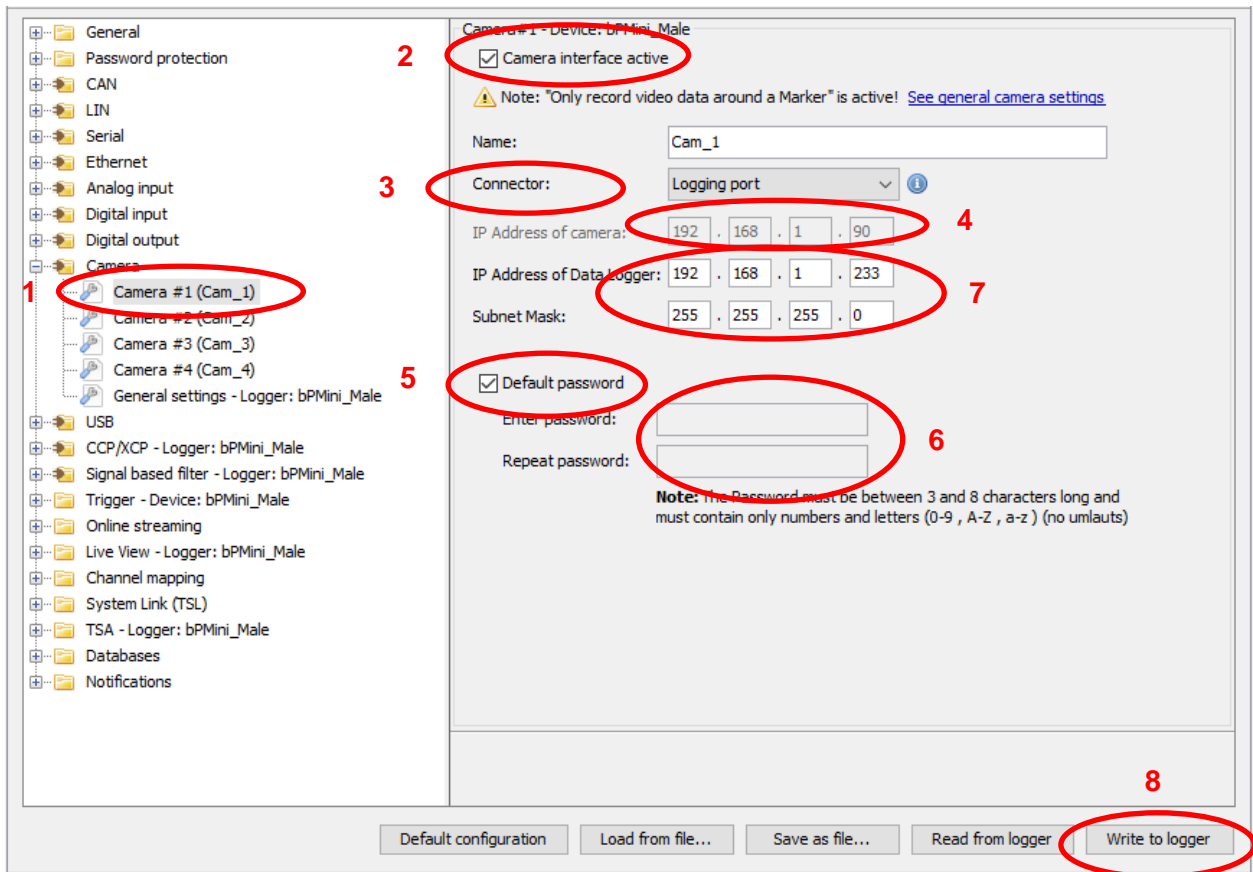 General
Password protection
CAN
LIN
Serial
Ethernet
Analog input
Digital input
Digital output
Camera
1
Camera #1 (Cam_1)
Camera #2 (Cam_2)
Camera #3 (Cam_3)
Camera #4 (Cam_4)
General settings - Logger: bPMini_Male
USB
CCP/XCP - Logger: bPMini_Male
Signal based filter - Logger: bPMini_Male
Trigger - Device: bPMini_Male
Online streaming
Live View - Logger: bPMini_Male
Channel mapping
System Link (TSL)
TSA - Logger: bPMini_Male
Databases
Notifications
Camera#1 - Device: bPMini_Male
2
Camera interface active
Note: "Only record video data around a Marker" is active! See general camera settings
Name: Cam_1
3 Connector: Logging port
IP Address of camera: 192 . 168 . 1 . 90 4
IP Address of Data Logger: 192 . 168 . 1 . 233
7
Subnet Mask: 255 . 255 . 255 . 0
5 Default password
Enter password:
6
Repeat password:
Note: The Password must be between 3 and 8 characters long and
must contain only numbers and letters (0-9 , A-Z , a-z ) (no umlauts)
8
Default configuration Load from file... Save as file... Read from logger Write to logger